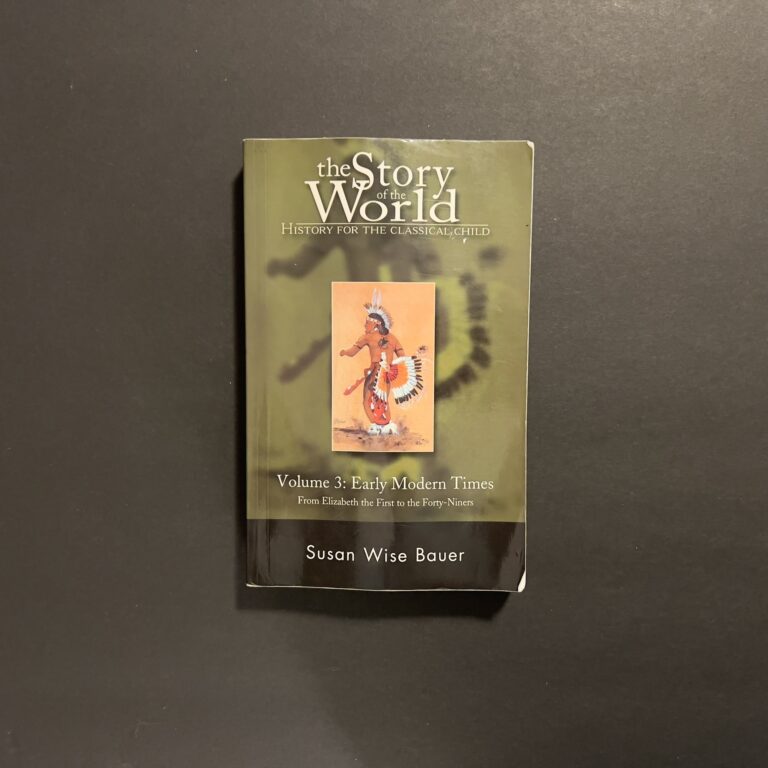 the Story
of the
World
HISTORY FOR THE CLASSICAL CHILD
Volume 3: Early Modern Times
From Elizabeth the First to the Forty-Niners
Susan Wise Bauer